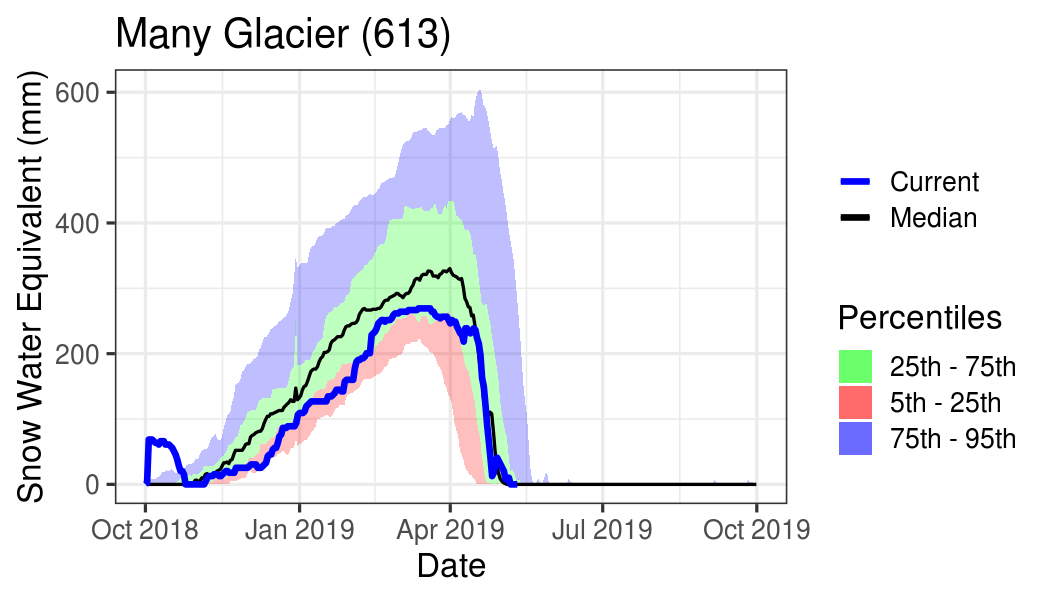 Many Glacier (613)
Snow Water Equivalent (mm)
600
400
200
0
Oct 2018
Jan 2019
Apr 2019
Jul 2019
Oct 2019
Date
Current
Median
Percentiles
25th - 75th
5th - 25th
75th - 95th